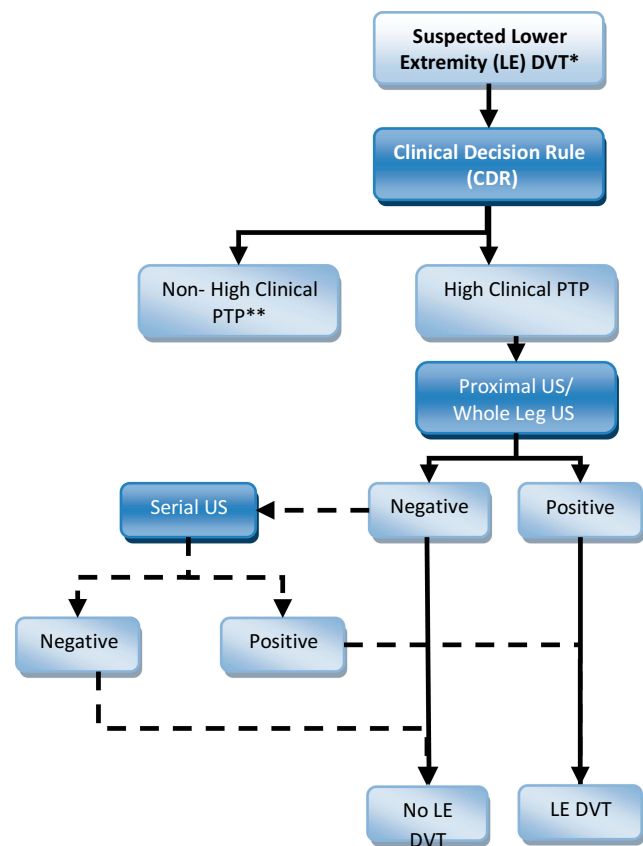 Suspected Lower
Extremity (LE) DVT*
Clinical Decision Rule
(CDR)
Non- High Clinical
PTP**
High Clinical PTP
Proximal US/
Whole Leg US
Serial US
Negative
Positive
Negative
Positive
No LE
DVT
LE DVT